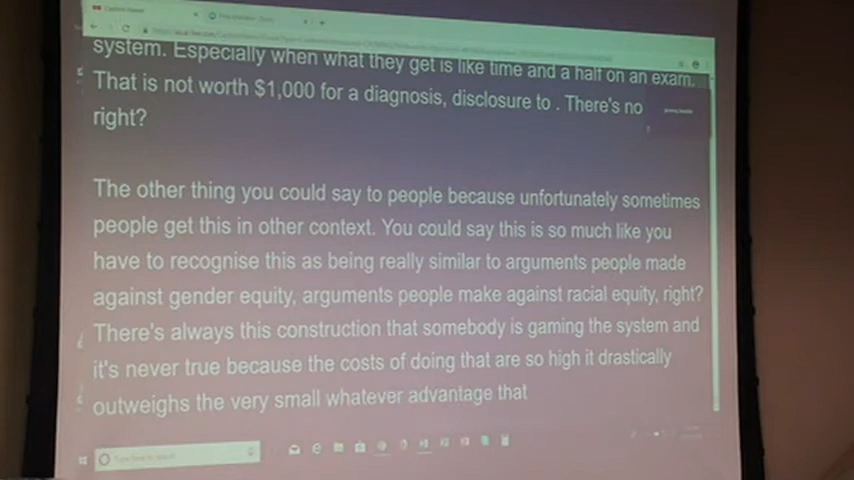 system. Especially when what they get is like time and a half on an exam.
That is not worth $1,000 for a diagnosis, disclosure to . There's no
right?
The other thing you could say to people because unfortunately sometimes
people get this in other context. You could say this is so much like you
have to recognise this as being really similar to arguments people made
against gender equity, arguments people make against racial equity, right?
There's always this construction that somebody is gaming the system and
it's never true because the costs of doing that are so high it drastically
outweighs the very small whatever advantage that
Type here to search